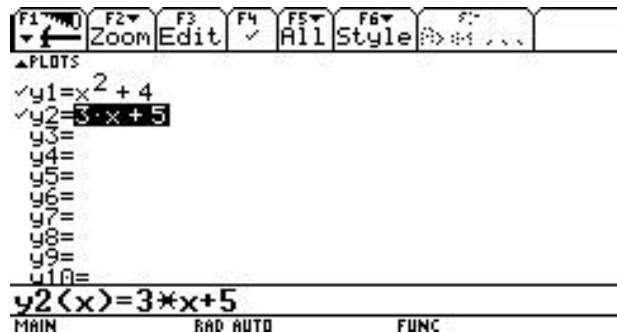 F1 F2 Zoom F3 Edit F4 ✓ F5 All F6 Style
▲PLOTS
✓y1=x² + 4
✓y2=3·x + 5
y3=
y4=
y5=
y6=
y7=
y8=
y9=
y10=
y2(x)=3*x+5
MAIN RAD AUTO FUNC